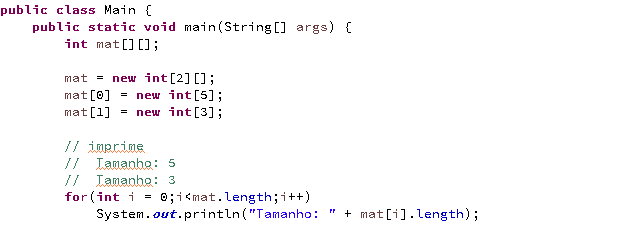 public class Main {
public static void main(String[] args) {
int mat[][];
mat = new int[2][];
mat[0] = new int[5];
mat[1] = new int[3];
// imprime
//  Tamanho: 5
//  Tamanho: 3
for(int i = 0;i<mat.length;i++)
System.out.println("Tamanho: " + mat[i].length);